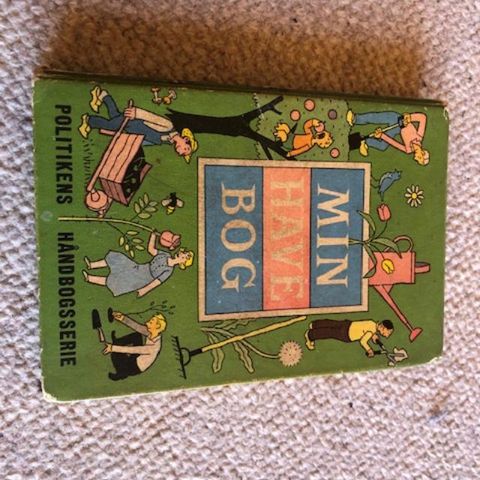 MIN
HAVE
BOG
POLITIKENS HÅNDBOGSSERIE